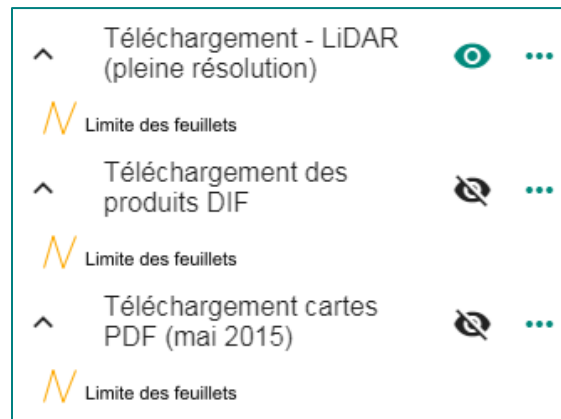 Téléchargement - LiDAR
(pleine résolution)
Limite des feuillets
Téléchargement des
produits DIF
Limite des feuillets
Téléchargement cartes
PDF (mai 2015)
Limite des feuillets